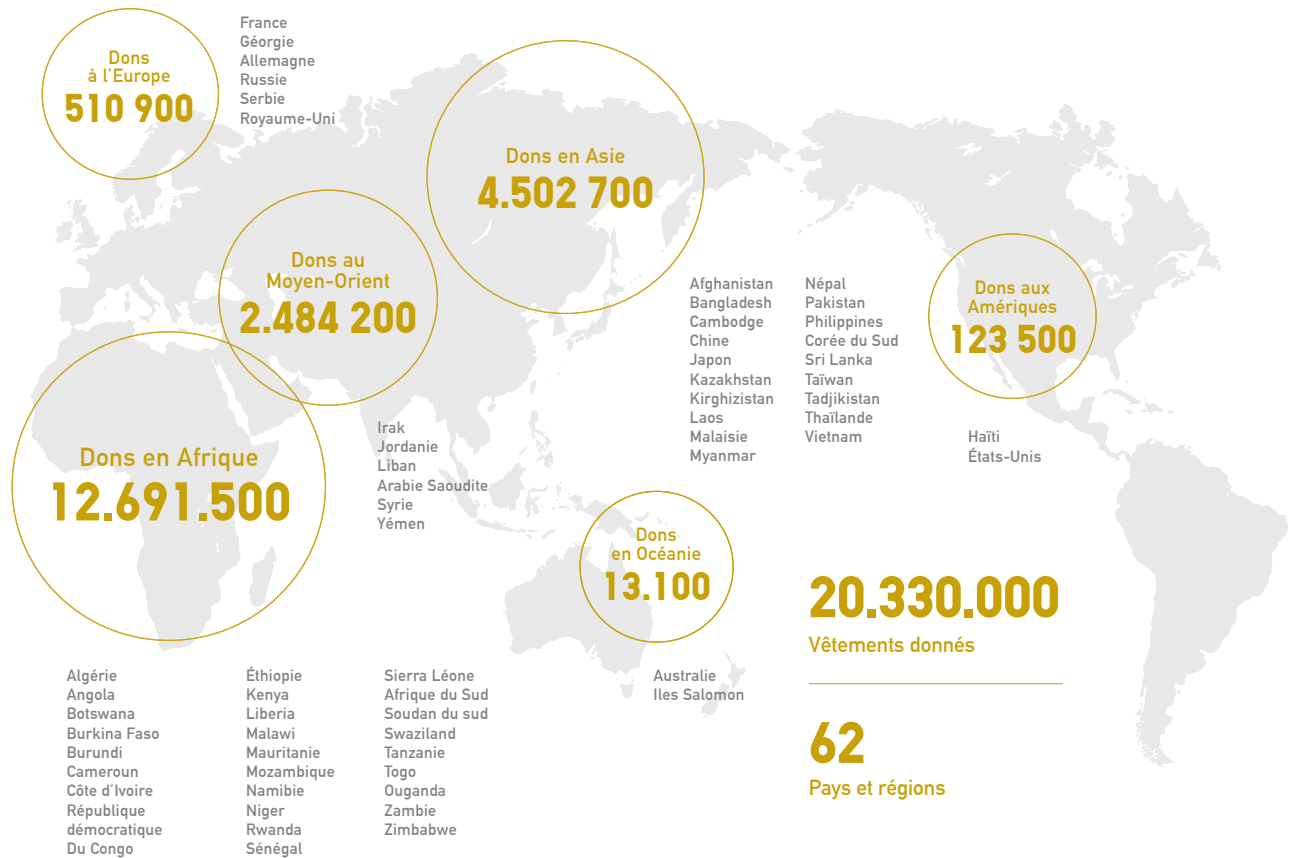 Dons
à l'Europe
510 900
France
Géorgie
Allemagne
Russie
Serbie
Royaume-Uni
Dons en Asie
4.502 700
Afghanistan
Bangladesh
Cambodge
Chine
Japon
Kazakhstan
Kirghizistan
Laos
Malaisie
Myanmar
Népal
Pakistan
Philippines
Corée du Sud
Sri Lanka
Taïwan
Tadjikistan
Thaïlande
Vietnam
Dons au
Moyen-Orient
2.484 200
Irak
Jordanie
Liban
Arabie Saoudite
Syrie
Yémen
Dons aux
Amériques
123 500
Haïti
États-Unis
Dons en Afrique
12.691.500
Algérie
Angola
Botswana
Burkina Faso
Burundi
Cameroun
Côte d'Ivoire
République
démocratique
Du Congo
Éthiopie
Kenya
Liberia
Malawi
Mauritanie
Mozambique
Namibie
Niger
Rwanda
Sénégal
Sierra Léone
Afrique du Sud
Soudan du sud
Swaziland
Tanzanie
Togo
Ouganda
Zambie
Zimbabwe
Dons
en Océanie
13.100
Australie
Iles Salomon
20.330.000
Vêtements donnés
62
Pays et régions